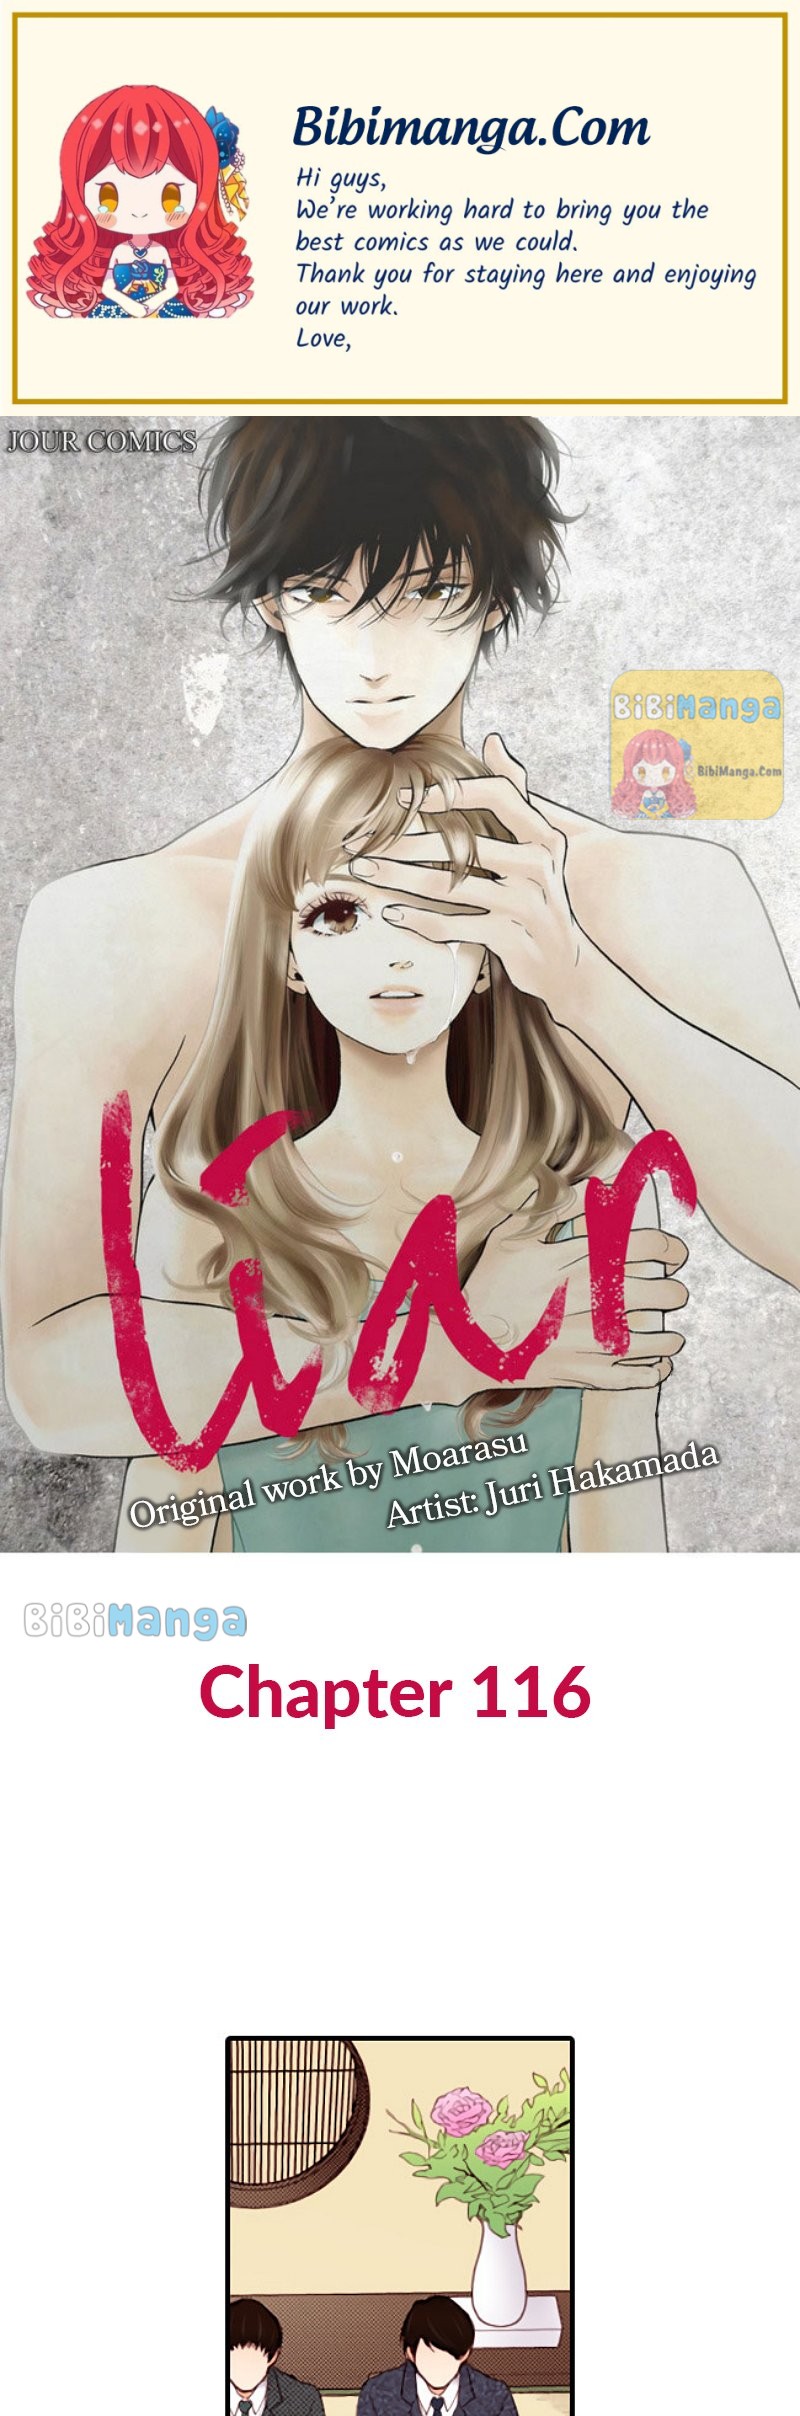 Bibimanga.Com
Hi guys,
We're working hard to bring you the
best comics as we could.
Thank you for staying here and enjoying
our work.
Love,
JOUR COMICS
BiBiManga
BibiManga.Com
liar
Original work by Moarasu
Artist: Juri Hakamada
BiBiManga
Chapter 116